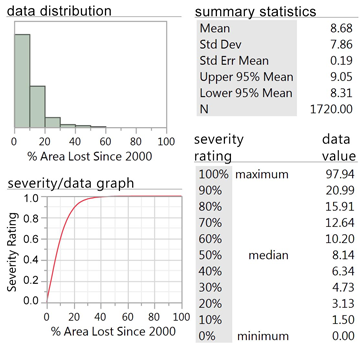 data distribution
0 20 40 60 80 100
% Area Lost Since 2000
summary statistics
Mean 8.68
Std Dev 7.86
Std Err Mean 0.19
Upper 95% Mean 9.05
Lower 95% Mean 8.31
N 1720.00
severity/data graph
Severity Rating
1.0
0.8
0.6
0.4
0.2
0.0
0 20 40 60 80 100
% Area Lost Since 2000
severity rating data value
100% maximum 97.94
90% 20.99
80% 15.91
70% 12.64
60% 10.20
50% median 8.14
40% 6.34
30% 4.73
20% 3.13
10% 1.50
0% minimum 0.00